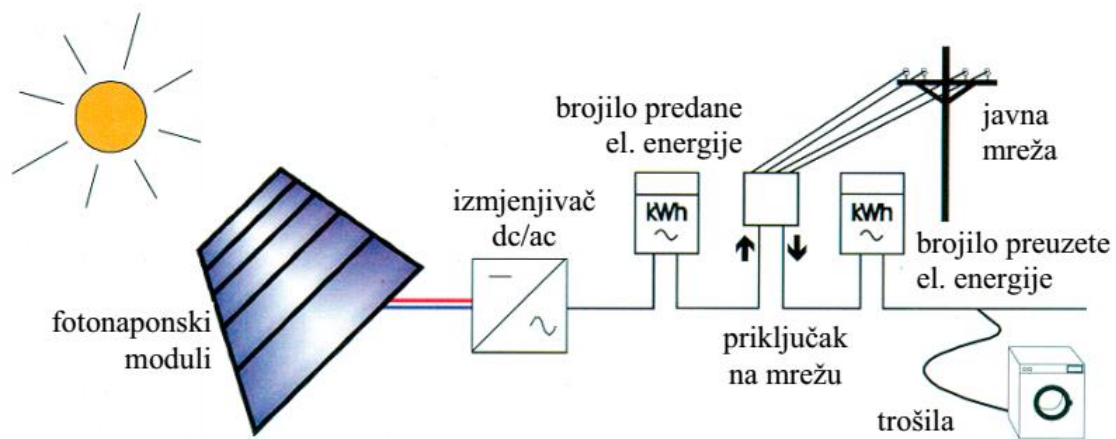 brojilo predane
el. energije
javna
mreža
izmjenjivač
dc/ac
kWh
kWh
brojilo preuzete
el. energije
fotonaponski
moduli
priključak
na mrežu
trošila